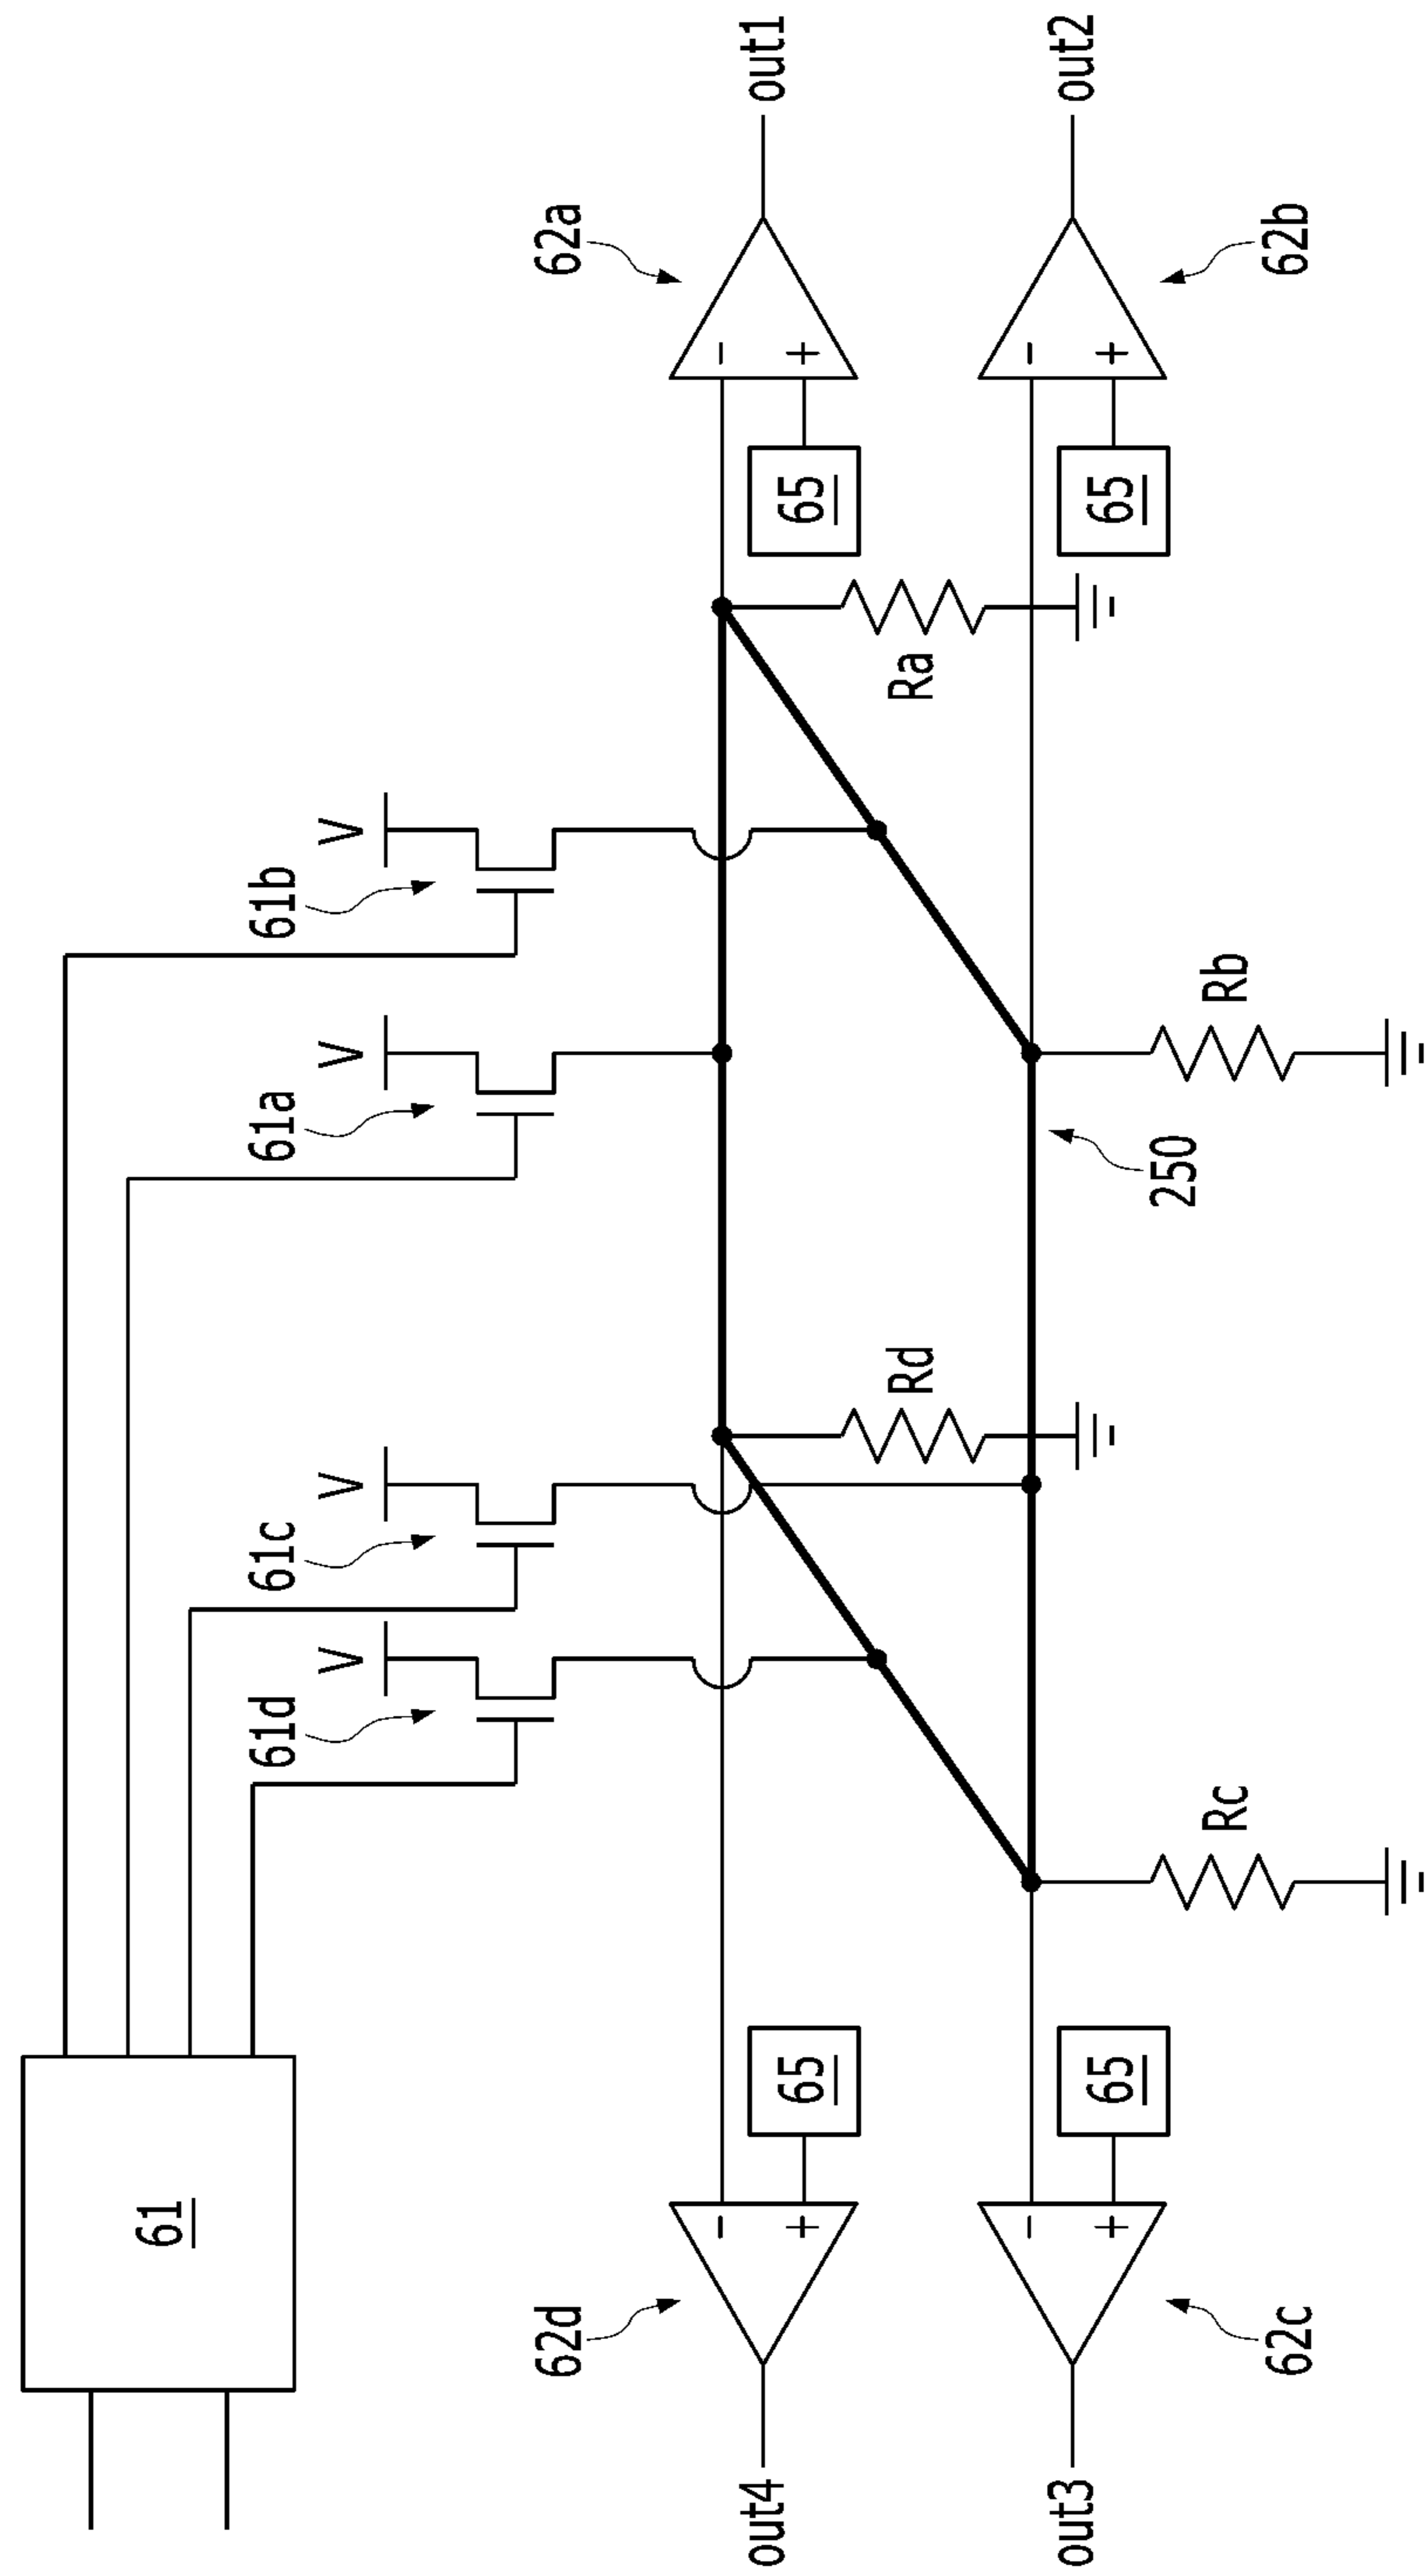 61
61d
V
61c
V
61a
V
61b
V
out4
62d
-
+
65
Rd
Ra
65
-
+
62a
out1
out3
62c
-
+
65
Rc
250
Rb
65
-
+
62b
out2